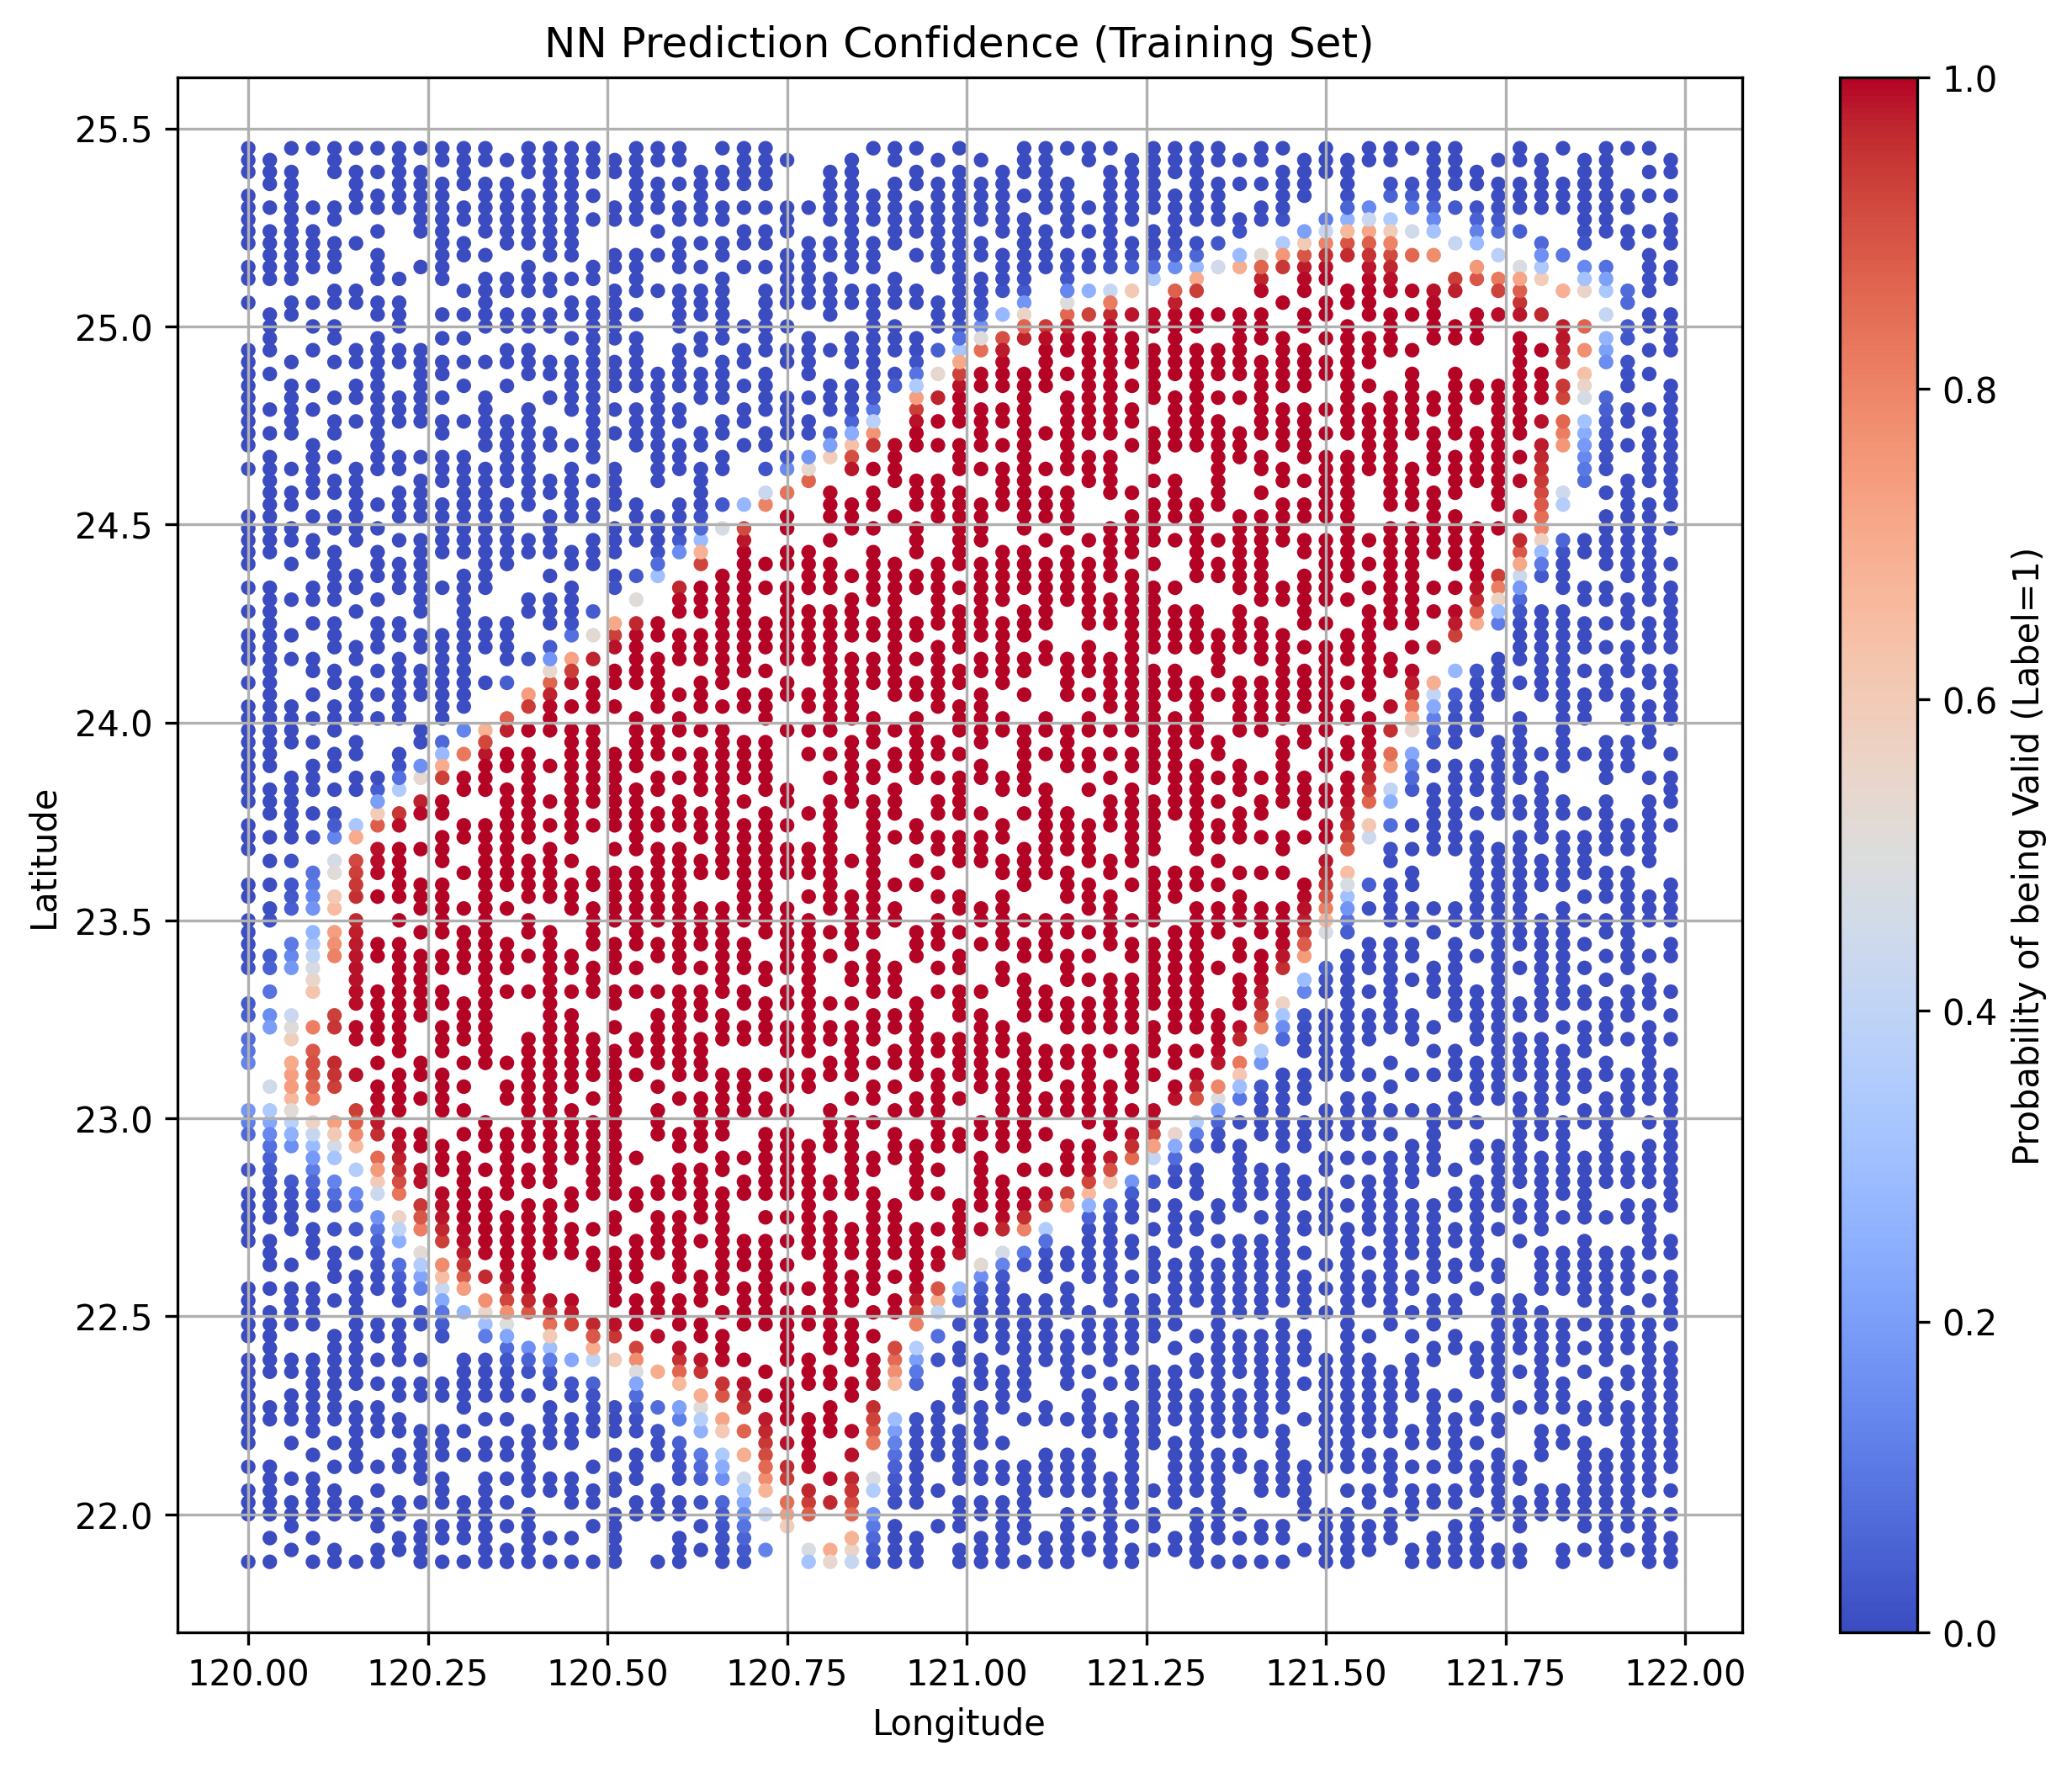 NN Prediction Confidence (Training Set)
25.5
25.0
24.5
24.0
23.5
23.0
22.5
22.0
Latitude
120.00 120.25 120.50 120.75 121.00 121.25 121.50 121.75 122.00
Longitude
1.0
0.8
0.6
0.4
0.2
0.0
Probability of being Valid (Label=1)